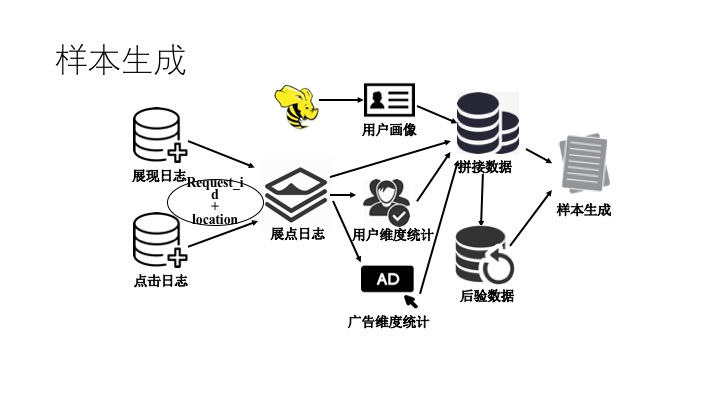 样本生成
用户画像
展现日志
Request_i
d
+
location
拼接数据
样本生成
展点日志
用户维度统计
点击日志
AD
后验数据
广告维度统计